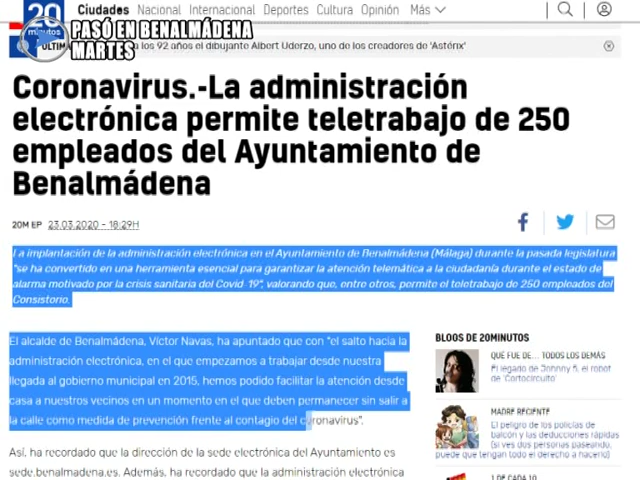 20
minutos
Ciudades Nacional Internacional Deportes Cultura Opinión Más
PASÓ EN BENALMÁDENA
MARTES
a los 92 años el dibujante Albert Uderzo, uno de los creadores de 'Astérix'
Coronavirus.-La administración
electrónica permite teletrabajo de 250
empleados del Ayuntamiento de
Benalmádena
20M EP 23.03.2020 - 18:29H
La implantación de la administración electrónica en el Ayuntamiento de Benalmádena (Málaga) durante la pasada legislatura
"se ha convertido en una herramienta esencial para garantizar la atención telemática a la ciudadanía durante el estado de
alarma motivado por la crisis sanitaria del Covid-19", valorando que, entre otros, permite el teletrabajo de 250 empleados del
Consistorio.
El alcalde de Benalmádena, Víctor Navas, ha apuntado que con "el salto hacia la
administración electrónica, en el que empezamos a trabajar desde nuestra
llegada al gobierno municipal en 2015, hemos podido facilitar la atención desde
casa a nuestros vecinos en un momento en el que deben permanecer sin salir a
la calle como medida de prevención frente al contagio del coronavirus".
Así, ha recordado que la dirección de la sede electrónica del Ayuntamiento es
sede.benalmadena.es. Además, ha recordado que la administración electrónica
BLOGS DE 20MINUTOS
QUÉ FUE DE... TODOS LOS DEMÁS
El legado de Johnny 5, el robot
de 'Cortocircuito'
MADRE RECIENTE
El peligro de los policías de
balcón y las deducciones rápidas
(si ves dos personas paseando,
puede que tengan todo el derecho a hacerlo)
1 DE CADA 10